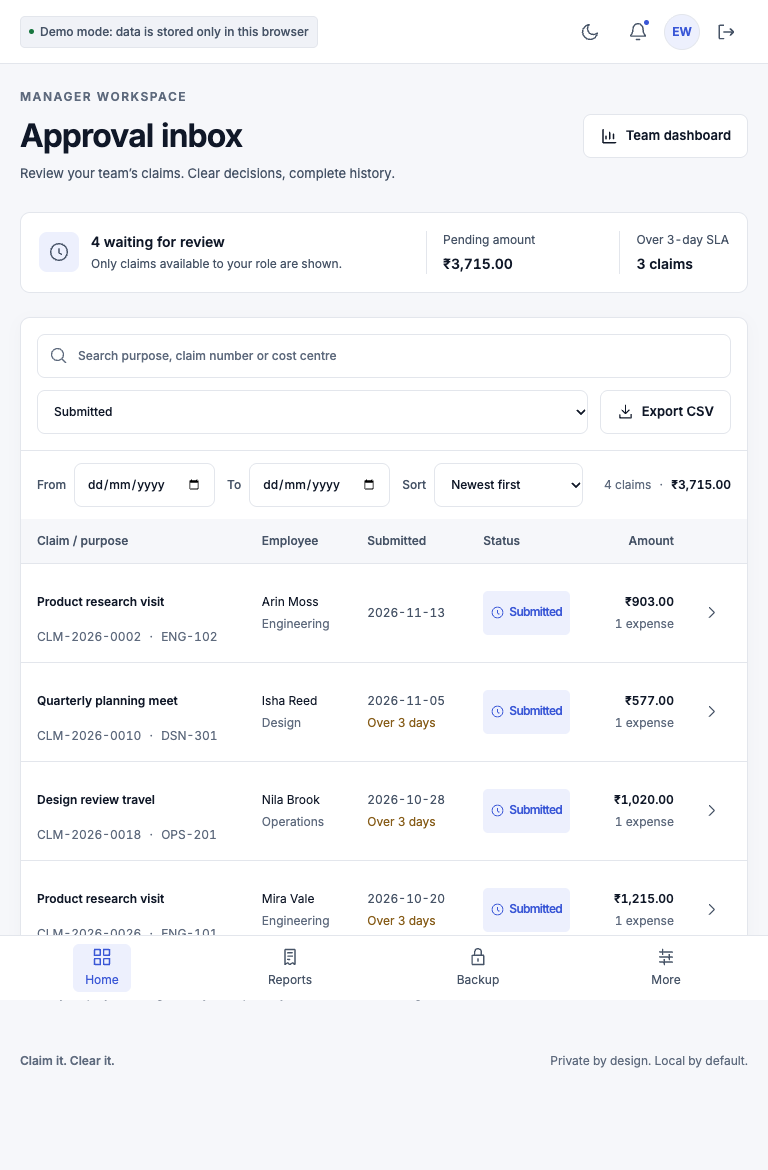 Demo mode: data is stored only in this browser
EW
MANAGER WORKSPACE
Approval inbox
Team dashboard
Review your team's claims. Clear decisions, complete history.
4 waiting for review
Only claims available to your role are shown.
Pending amount
₹3,715.00
Over 3-day SLA
3 claims
Search purpose, claim number or cost centre
Submitted
Export CSV
From dd/mm/yyyy To dd/mm/yyyy Sort Newest first 4 claims · ₹3,715.00
Claim / purpose Employee Submitted Status Amount
Product research visit
CLM-2026-0002 · ENG-102
Arin Moss
Engineering
2026-11-13
Submitted
₹903.00
1 expense
Quarterly planning meet
CLM-2026-0010 · DSN-301
Isha Reed
Design
2026-11-05
Over 3 days
Submitted
₹577.00
1 expense
Design review travel
CLM-2026-0018 · OPS-201
Nila Brook
Operations
2026-10-28
Over 3 days
Submitted
₹1,020.00
1 expense
Product research visit
CLM-2026-0026 · ENG-101
Mira Vale
Engineering
2026-10-20
Over 3 days
Submitted
₹1,215.00
1 expense
Home
Reports
Backup
More
Claim it. Clear it.
Private by design. Local by default.